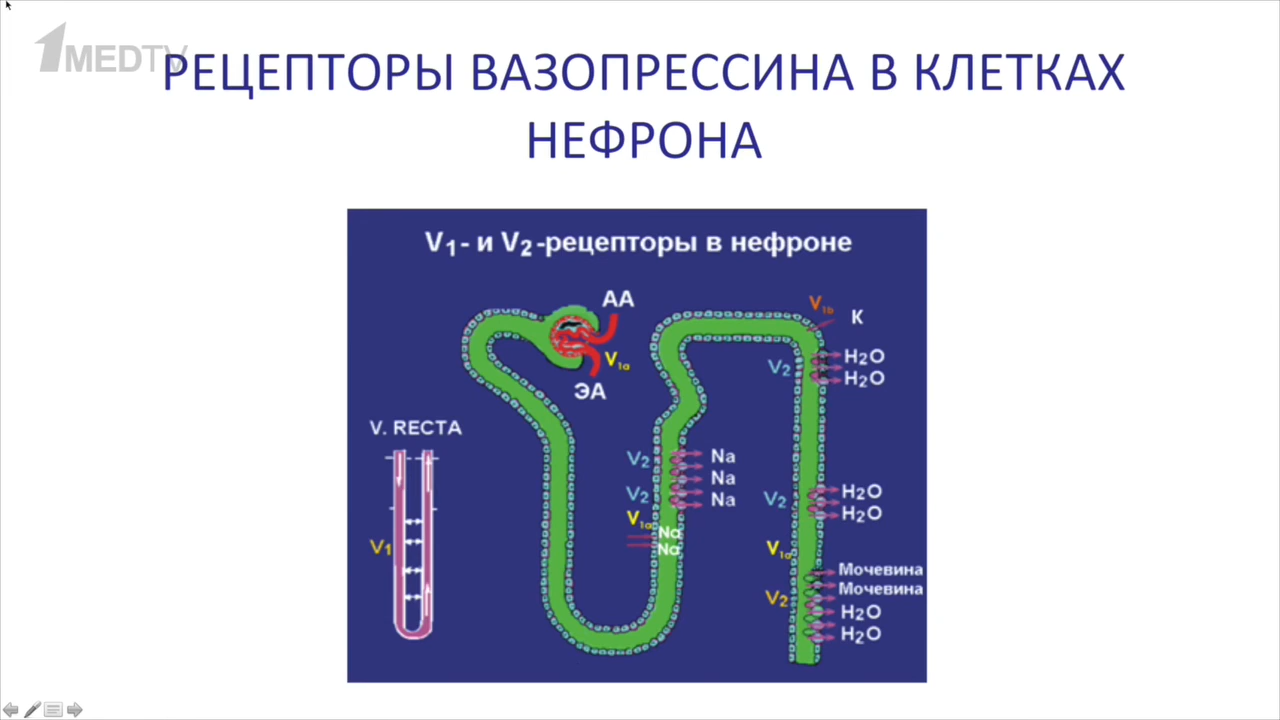 1MEDTV
РЕЦЕПТОРЫ ВАЗОПРЕССИНА В КЛЕТКАХ
НЕФРОНА
V1- и V2-рецепторы в нефроне
АА
V1a
ЭА
V1b
К
V2
H2O
H2O
V. RECTA
V1
V2
Na
Na
V2
Na
V1a
Na
Na
V2
H2O
H2O
V1a
Мочевина
Мочевина
V2
H2O
H2O